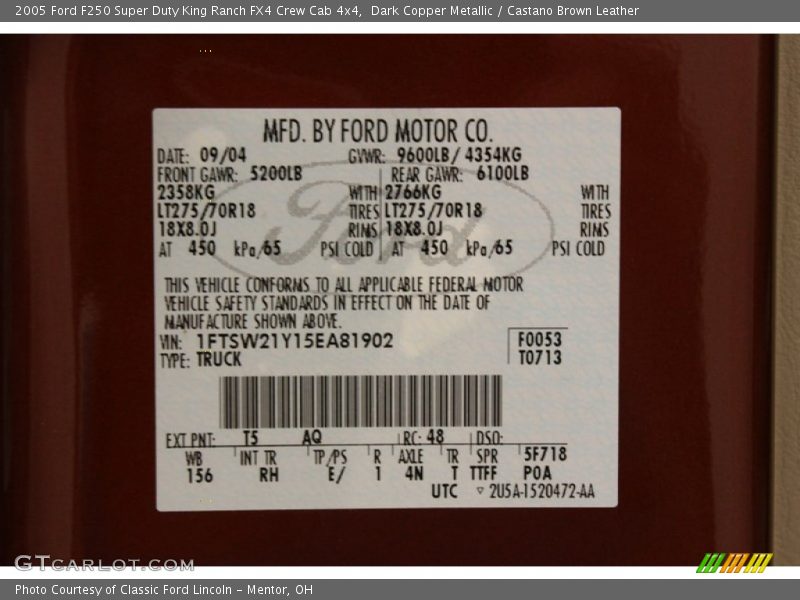 2005 Ford F250 Super Duty King Ranch FX4 Crew Cab 4x4,  Dark Copper Metallic / Castano Brown Leather
MFD. BY FORD MOTOR CO.
DATE: 09/04 GVWR: 9600LB/ 4354KG
FRONT GAWR: 5200LB REAR GAWR: 6100LB
2358KG WITH 2766KG WITH
LT275/70R18 TIRES LT275/70R18 TIRES
18X8.0J RIMS 18X8.0J RIMS
AT 450 kPa/65 PSI COLD AT 450 kPa/65 PSI COLD
Ford
THIS VEHICLE CONFORMS TO ALL APPLICABLE FEDERAL MOTOR
VEHICLE SAFETY STANDARDS IN EFFECT ON THE DATE OF
MANUFACTURE SHOWN ABOVE.
VIN: 1FTSW21Y15EA81902 F0053
TYPE: TRUCK T0713
EXT PNT: T5 AQ RC: 48 DSO:
WB INT TR TP/PS R AXLE TR SPR 5F718
156 RH E/ 1 4N T TTFF POA
UTC ▽ 2U5A-1520472-AA
GTCARLOT.COM
Photo Courtesy of Classic Ford Lincoln – Mentor, OH